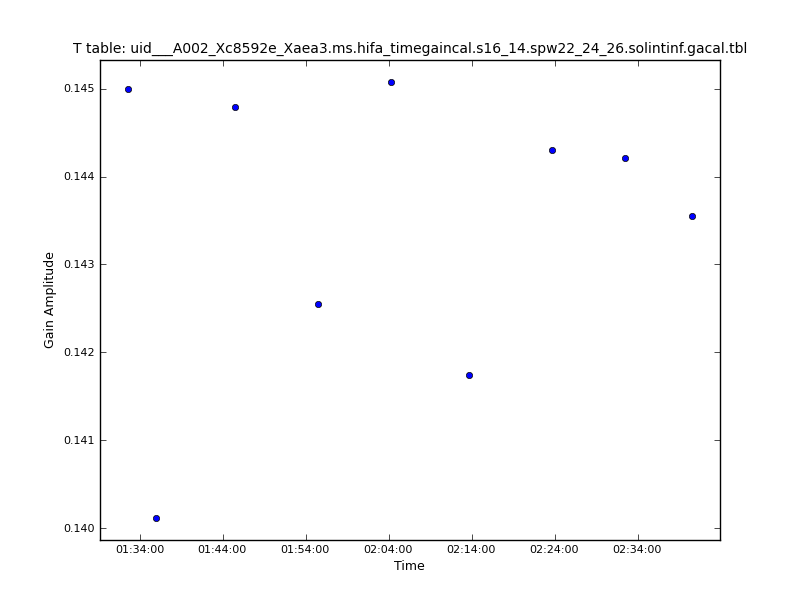 T table: uid___A002_Xc8592e_Xaea3.ms.hifa_timegaincal.s16_14.spw22_24_26.solintinf.gacal.tbl
0.145
0.144
0.143
0.142
0.141
0.140
Gain Amplitude
01:34:00 01:44:00 01:54:00 02:04:00 02:14:00 02:24:00 02:34:00
Time